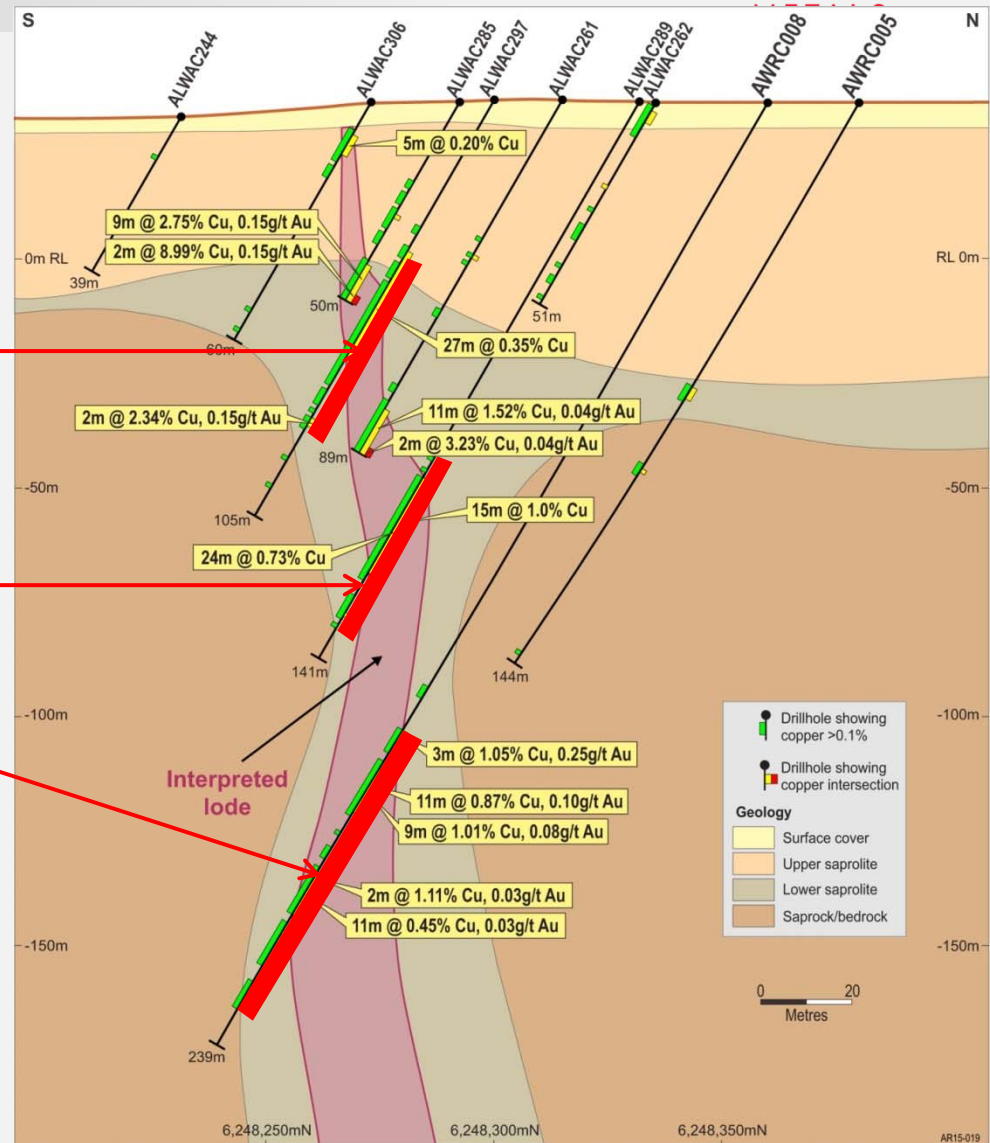 S
N
ALWAC244
ALWAC306
ALWAC285
ALWAC297
ALWAC261
ALWAC289
ALWAC262
AWRC008
AWRC005
5m @ 0.20% Cu
9m @ 2.75% Cu, 0.15g/t Au
2m @ 8.99% Cu, 0.15g/t Au
0m RL
RL 0m
39m
50m
51m
27m @ 0.35% Cu
60m
2m @ 2.34% Cu, 0.15g/t Au
11m @ 1.52% Cu, 0.04g/t Au
2m @ 3.23% Cu, 0.04g/t Au
89m
-50m
-50m
105m
15m @ 1.0% Cu
24m @ 0.73% Cu
141m
144m
-100m
-100m
Interpreted
lode
3m @ 1.05% Cu, 0.25g/t Au
11m @ 0.87% Cu, 0.10g/t Au
9m @ 1.01% Cu, 0.08g/t Au
2m @ 1.11% Cu, 0.03g/t Au
11m @ 0.45% Cu, 0.03g/t Au
Drillhole showing
copper >0.1%
Drillhole showing
copper intersection
Geology
Surface cover
Upper saprolite
Lower saprolite
Saprock/bedrock
-150m
-150m
0 20
Metres
239m
6,248,250mN
6,248,300mN
6,248,350mN
AR15-019